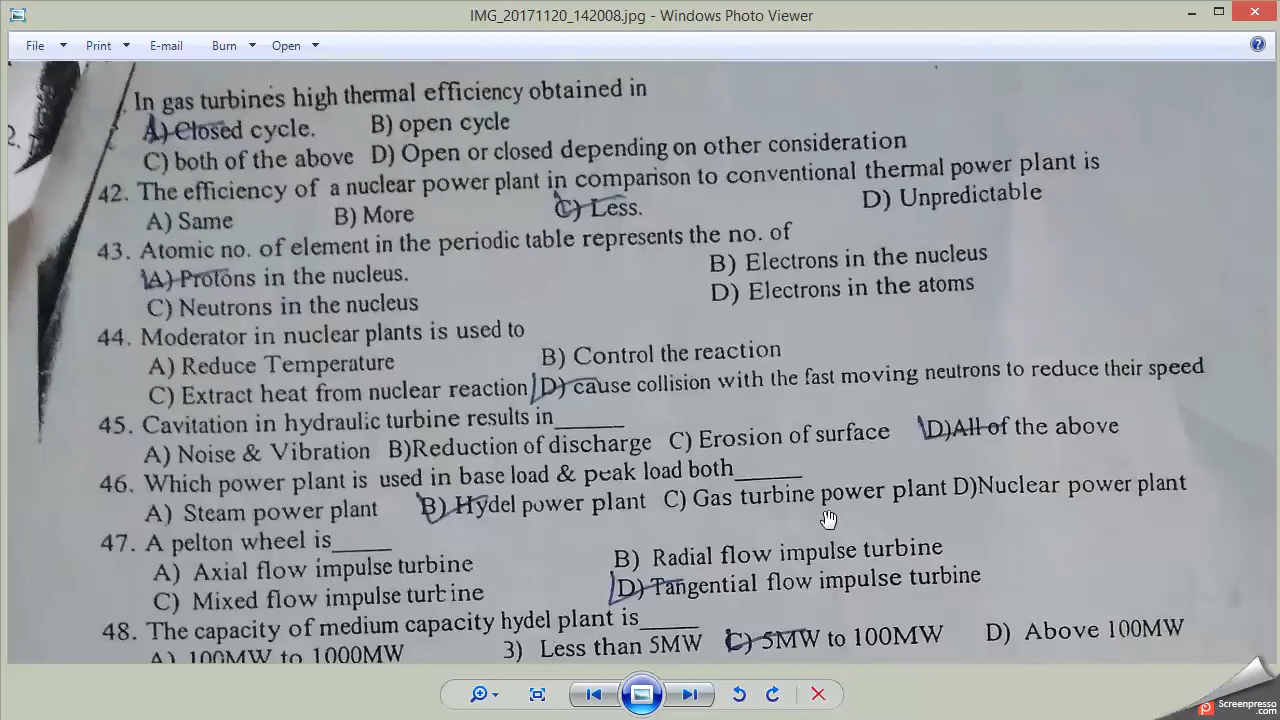 IMG_20171120_142008.jpg - Windows Photo Viewer
File Print E-mail Burn Open
In gas turbines high thermal efficiency obtained in
A) Closed cycle. B) open cycle
C) both of the above D) Open or closed depending on other consideration
42. The efficiency of a nuclear power plant in comparison to conventional thermal power plant is
A) Same B) More C) Less. D) Unpredictable
43. Atomic no. of element in the periodic table represents the no. of
A) Protons in the nucleus. B) Electrons in the nucleus
C) Neutrons in the nucleus D) Electrons in the atoms
44. Moderator in nuclear plants is used to
A) Reduce Temperature B) Control the reaction
C) Extract heat from nuclear reaction D) cause collision with the fast moving neutrons to reduce their speed
45. Cavitation in hydraulic turbine results in______
A) Noise & Vibration B)Reduction of discharge C) Erosion of surface D)All of the above
46. Which power plant is used in base load & peak load both______
A) Steam power plant B) Hydel power plant C) Gas turbine power plant D)Nuclear power plant
47. A pelton wheel is_____
A) Axial flow impulse turbine B) Radial flow impulse turbine
C) Mixed flow impulse turbine D) Tangential flow impulse turbine
48. The capacity of medium capacity hydel plant is_____
A) 100MW to 1000MW 3) Less than 5MW C) 5MW to 100MW D) Above 100MW
Screenpresso
.com